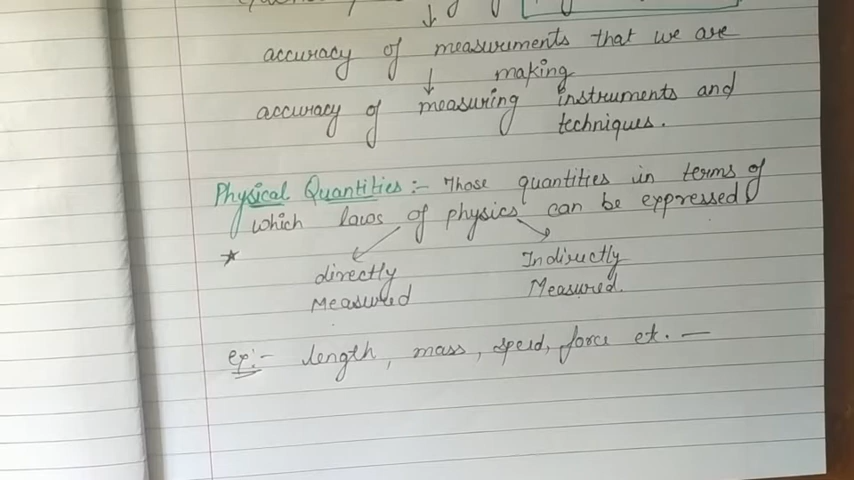 accuracy of measurments that we are
making
accuracy of measuring instruments and
techniques.
Physical Quantities :- Those quantities in terms of
which laws of physics can be expressed
directly Indirectly
Measured Measured.
ex:- length, mass, speed, force etc. —